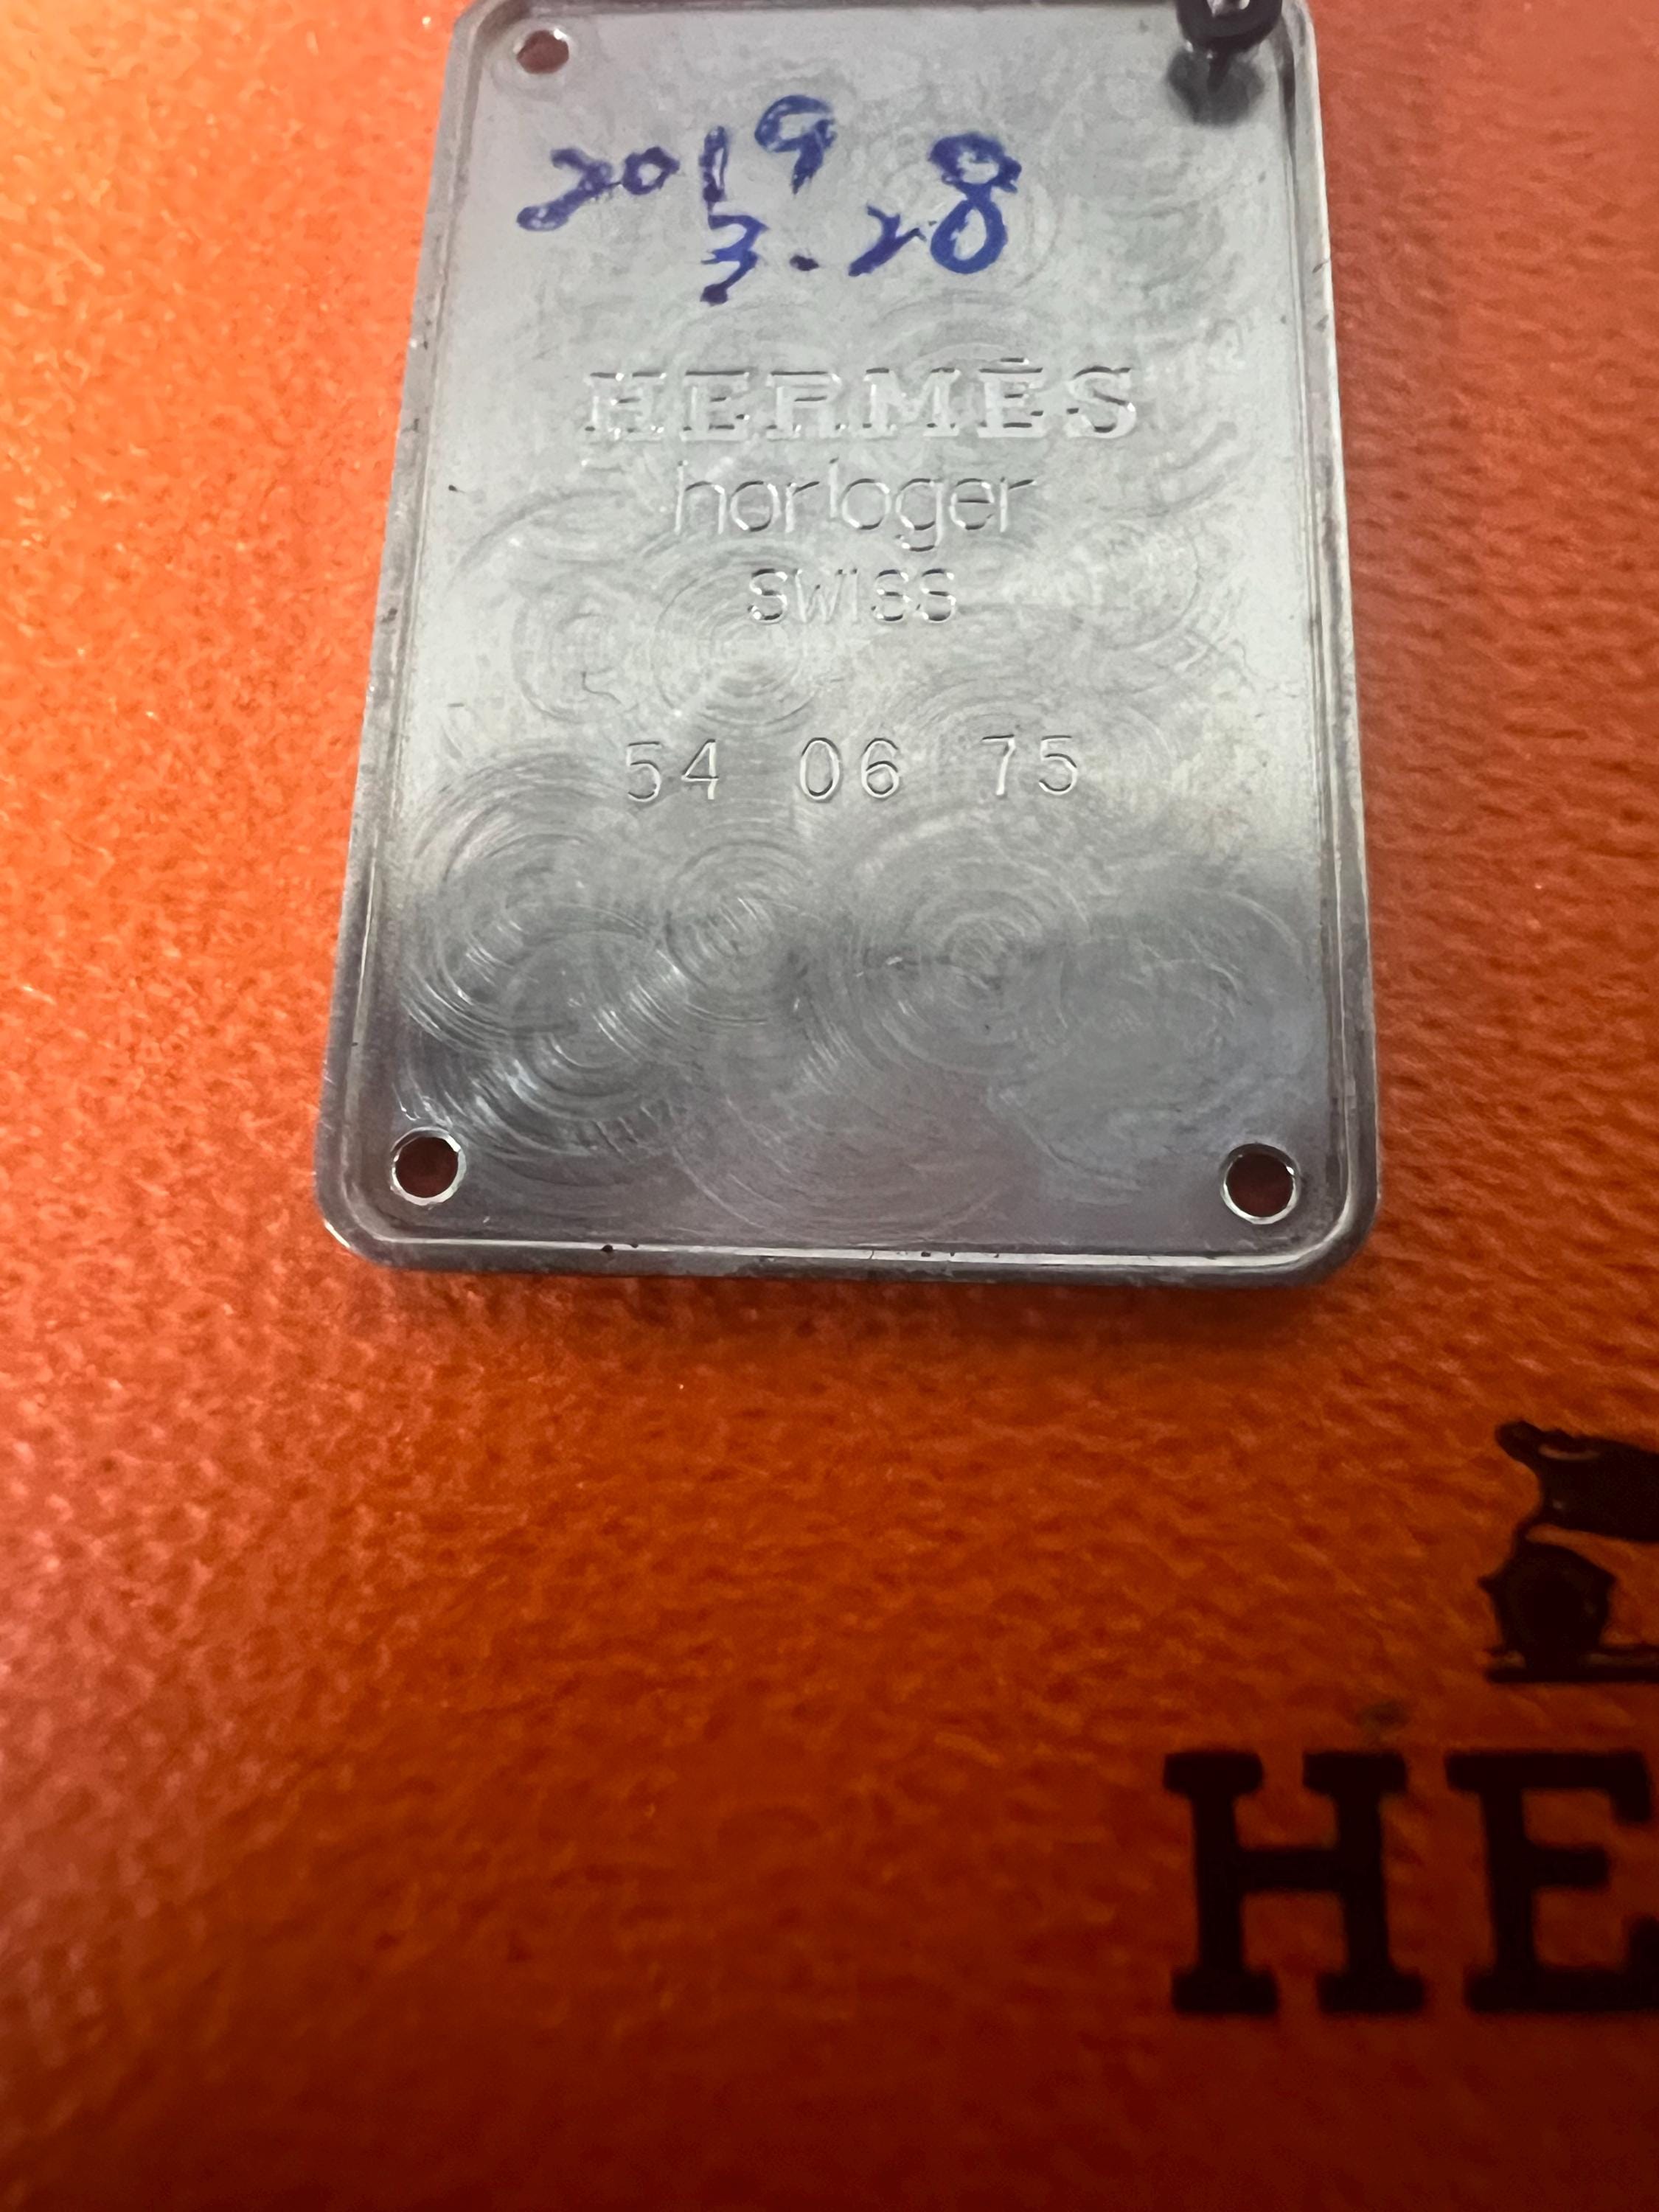 2019
3.28
HERMÈS
horloger
SWISS
54 06 75
HE